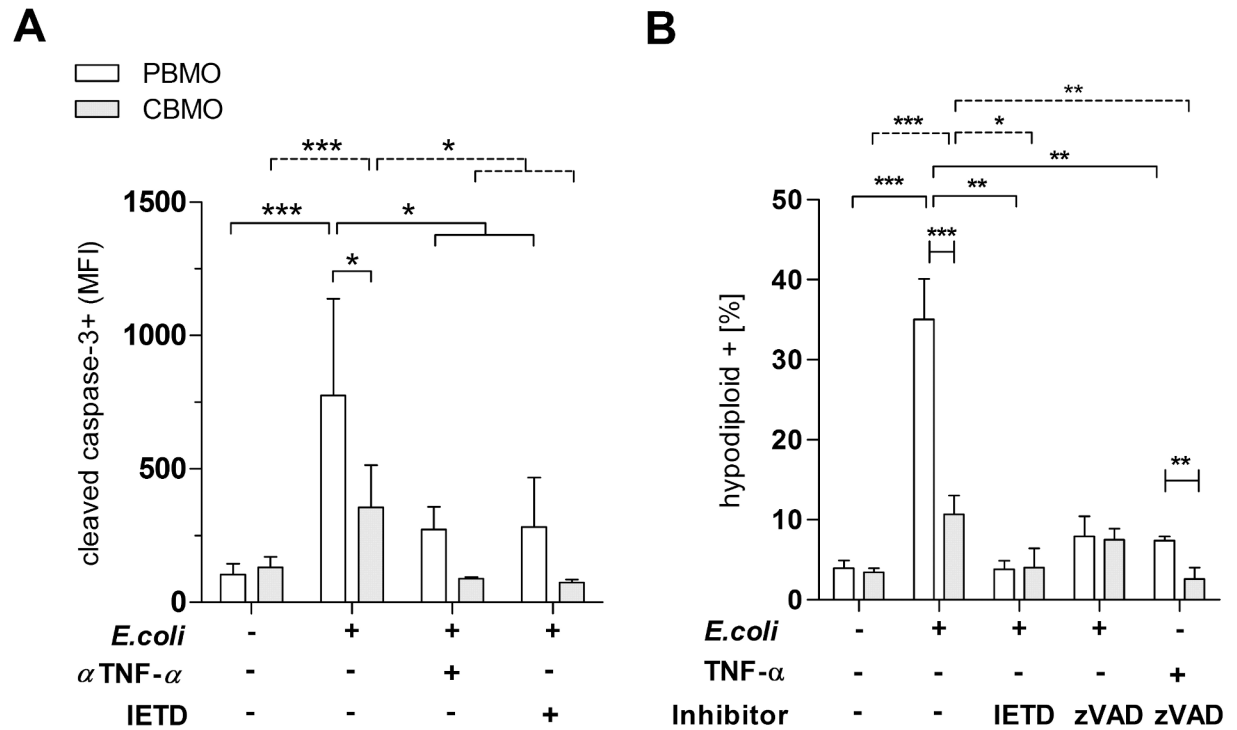 A
PBMO
CBMO
*** *
*** *
*
1500
1000
500
0
cleaved caspase-3+ (MFI)
E.coli - + + +
αTNF-α - - + -
IETD - - - +
B
**
*** *
**
*** **
***
**
50
40
30
20
10
0
hypodiploid + [%]
E.coli - + + + -
TNF-α - - - - +
Inhibitor - - IETD zVAD zVAD